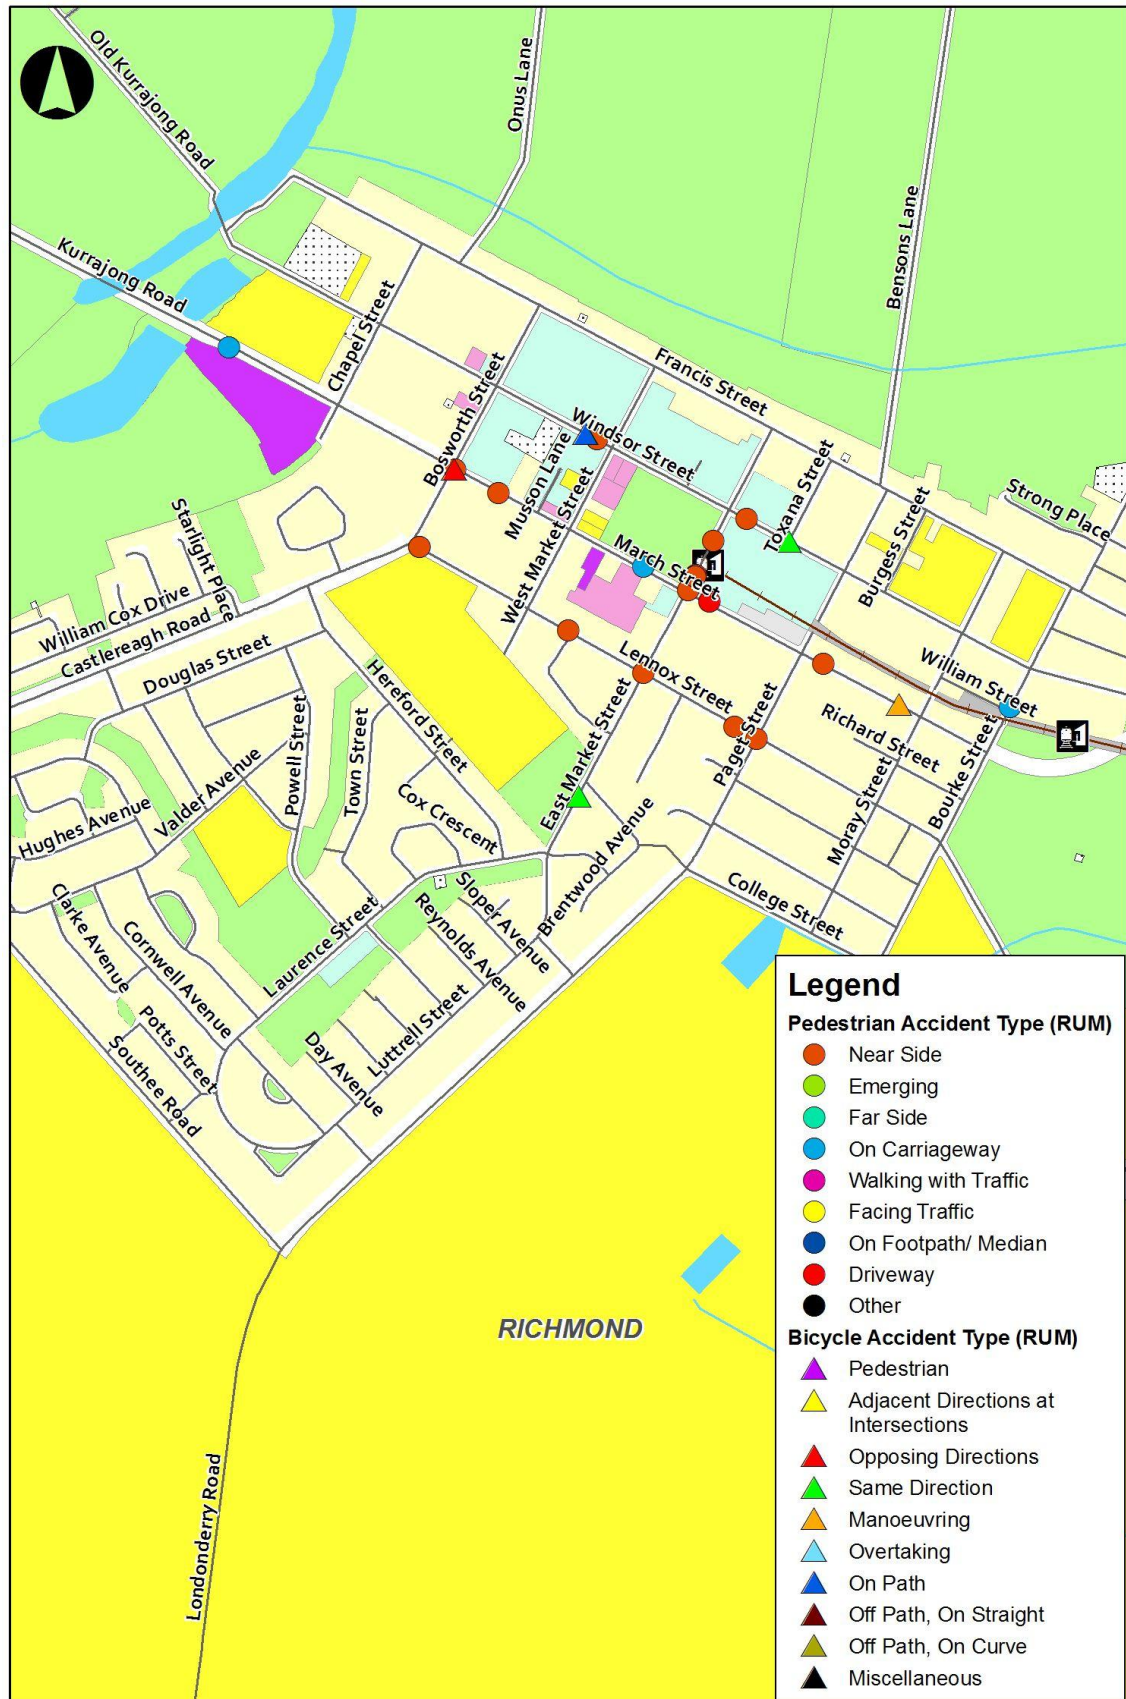 Old Kurrajong Road
Onus Lane
Bensons Lane
Kurrajong Road
Chapel Street
Bosworth Street
Francis Street
Windsor Street
Musson Lane
West Market Street
Toxana Street
Burgess Street
Strong Place
Starlight Place
March Street
William Cox Drive
Castlereagh Road
Douglas Street
Hereford Street
Lennox Street
William Street
Richard Street
Paget Street
East Market Street
Powell Street
Town Street
Valder Avenue
Hughes Avenue
Cox Crescent
Moray Street
Bourke Street
Brentwood Avenue
College Street
Clarke Avenue
Cornwell Avenue
Laurence Street
Sloper Avenue
Reynolds Avenue
Luttrell Street
Day Avenue
Potts Street
Southee Road
RICHMOND
Londonderry Road
Legend
Pedestrian Accident Type (RUM)
Near Side
Emerging
Far Side
On Carriageway
Walking with Traffic
Facing Traffic
On Footpath/ Median
Driveway
Other
Bicycle Accident Type (RUM)
Pedestrian
Adjacent Directions at
Intersections
Opposing Directions
Same Direction
Manoeuvring
Overtaking
On Path
Off Path, On Straight
Off Path, On Curve
Miscellaneous